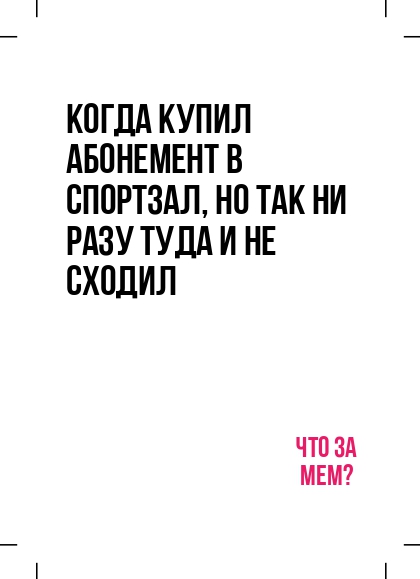 КОГДА КУПИЛ
АБОНЕМЕНТ В
СПОРТЗАЛ, НО ТАК НИ
РАЗУ ТУДА И НЕ
СХОДИЛ
ЧТО ЗА
МЕМ?